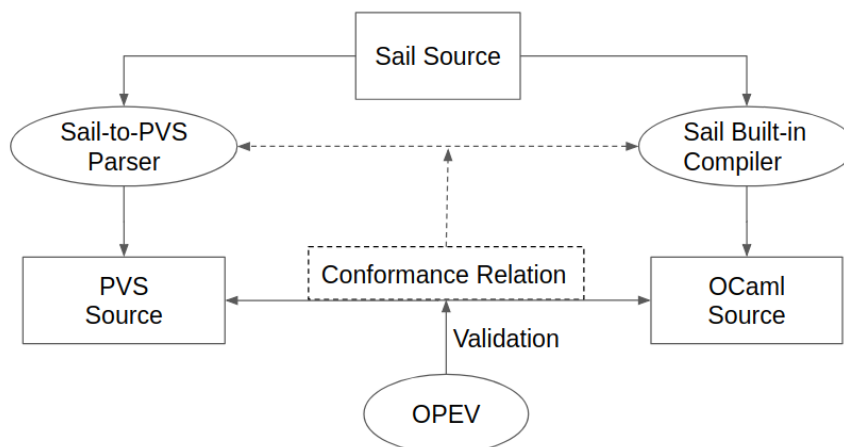 Sail Source
Sail-to-PVS
Parser
Sail Built-in
Compiler
PVS
Source
Conformance Relation
OCaml
Source
Validation
OPEV